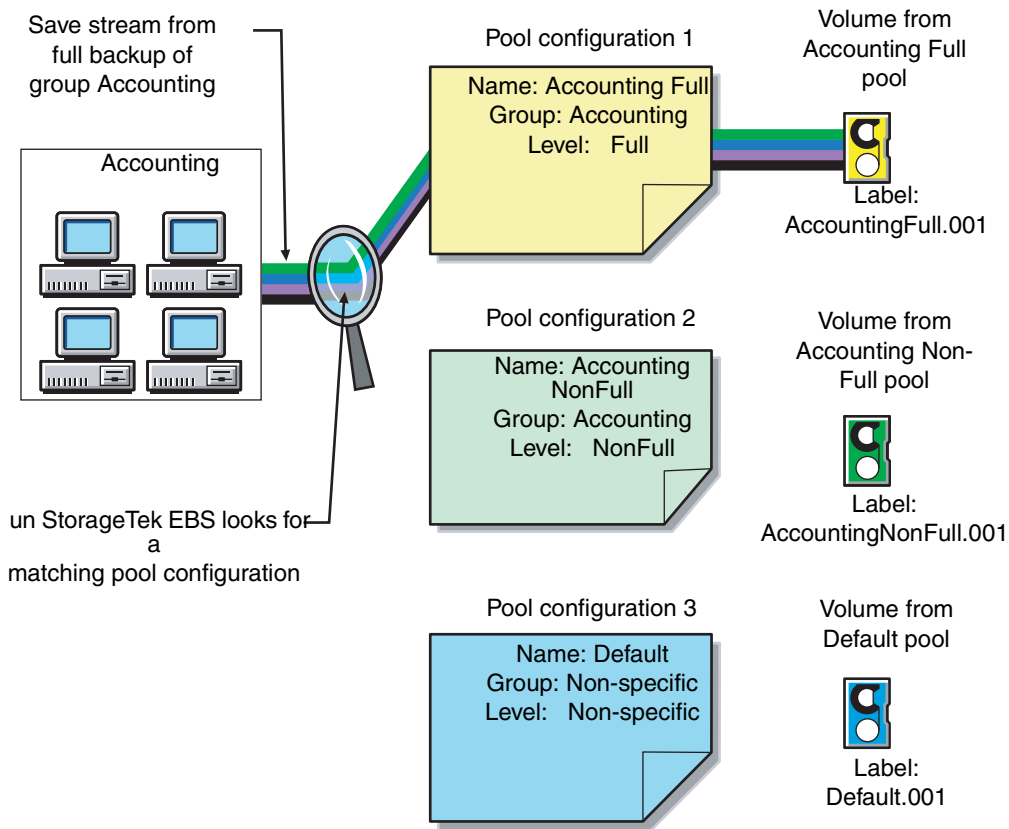 Save stream from
full backup of
group Accounting
Accounting
un StorageTek EBS looks for
a
matching pool configuration
Pool configuration 1
Name: Accounting Full
Group: Accounting
Level: Full
Volume from
Accounting Full
pool
Label:
AccountingFull.001
Pool configuration 2
Name: Accounting
NonFull
Group: Accounting
Level: NonFull
Volume from
Accounting Non-
Full pool
Label:
AccountingNonFull.001
Pool configuration 3
Name: Default
Group: Non-specific
Level: Non-specific
Volume from
Default pool
Label:
Default.001